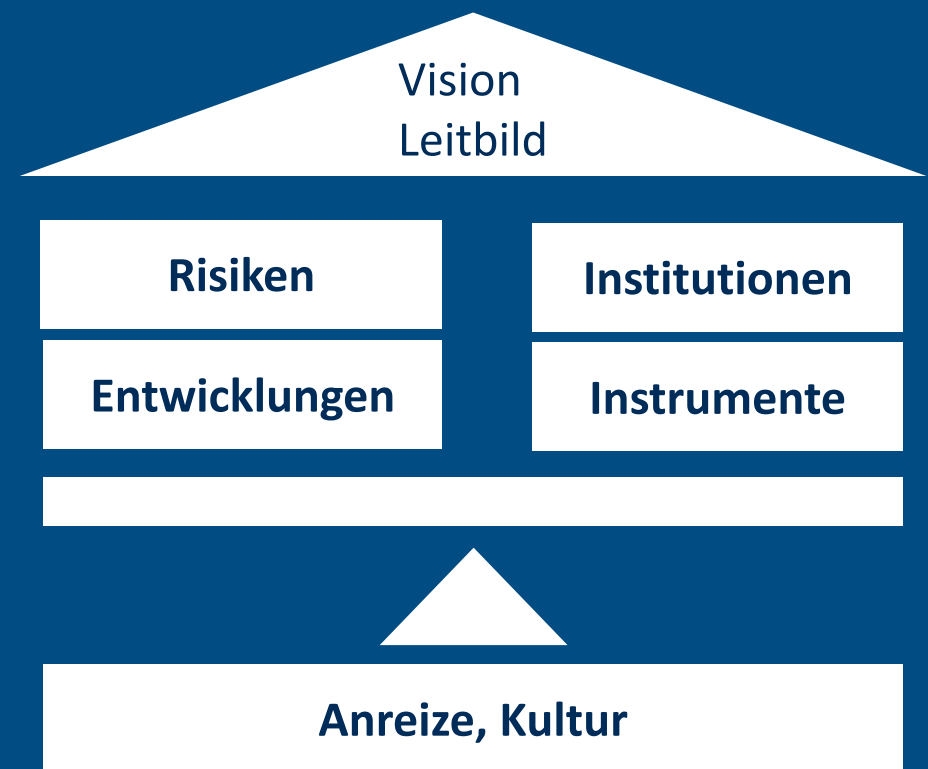 Vision
Leitbild
Risiken
Institutionen
Entwicklungen
Instrumente
Anreize, Kultur